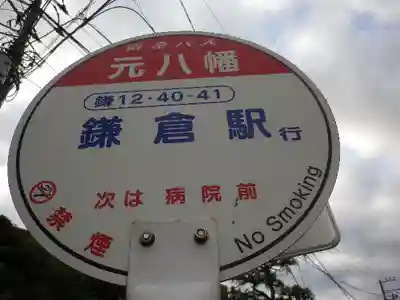 元八幡
鎌12・40・41
鎌倉駅行
次は 病院前
禁煙
No Smoking